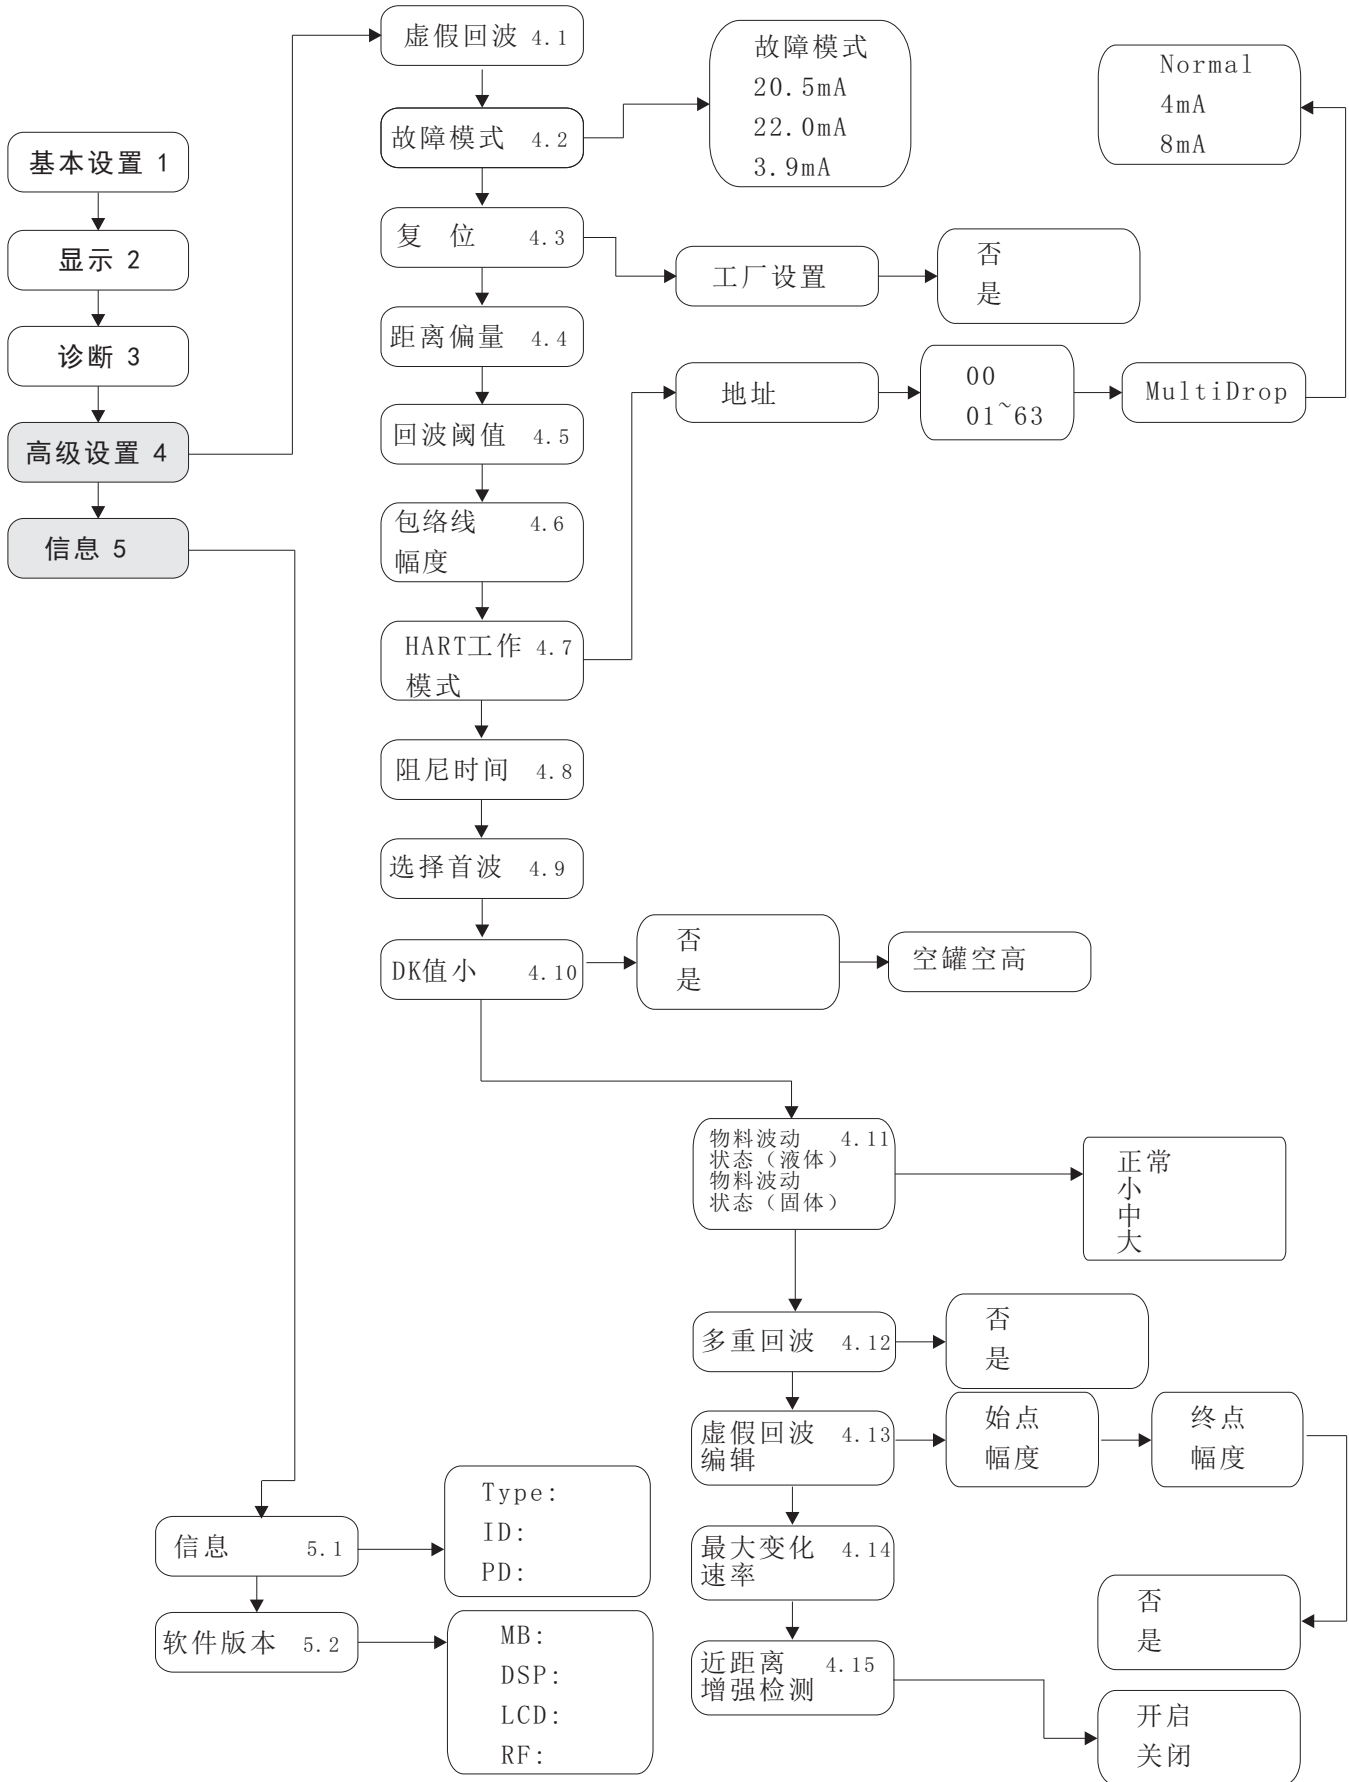 基本设置 1
显示 2
诊断 3
高级设置 4
信息 5
虚假回波 4.1
故障模式 4.2
故障模式
20.5mA
22.0mA
3.9mA
复 位 4.3
工厂设置
否
是
距离偏量 4.4
回波阈值 4.5
包络线 4.6
幅度
HART工作 4.7
模式
地址
00
01~63
MultiDrop
Normal
4mA
8mA
阻尼时间 4.8
选择首波 4.9
DK值小 4.10
否
是
空罐空高
物料波动 4.11
状态（液体）
物料波动
状态（固体）
正常
小
中
大
多重回波 4.12
否
是
虚假回波 4.13
编辑
始点
幅度
终点
幅度
否
是
最大变化 4.14
速率
近距离 4.15
增强检测
开启
关闭
信息 5.1
Type:
ID:
PD:
软件版本 5.2
MB:
DSP:
LCD:
RF: